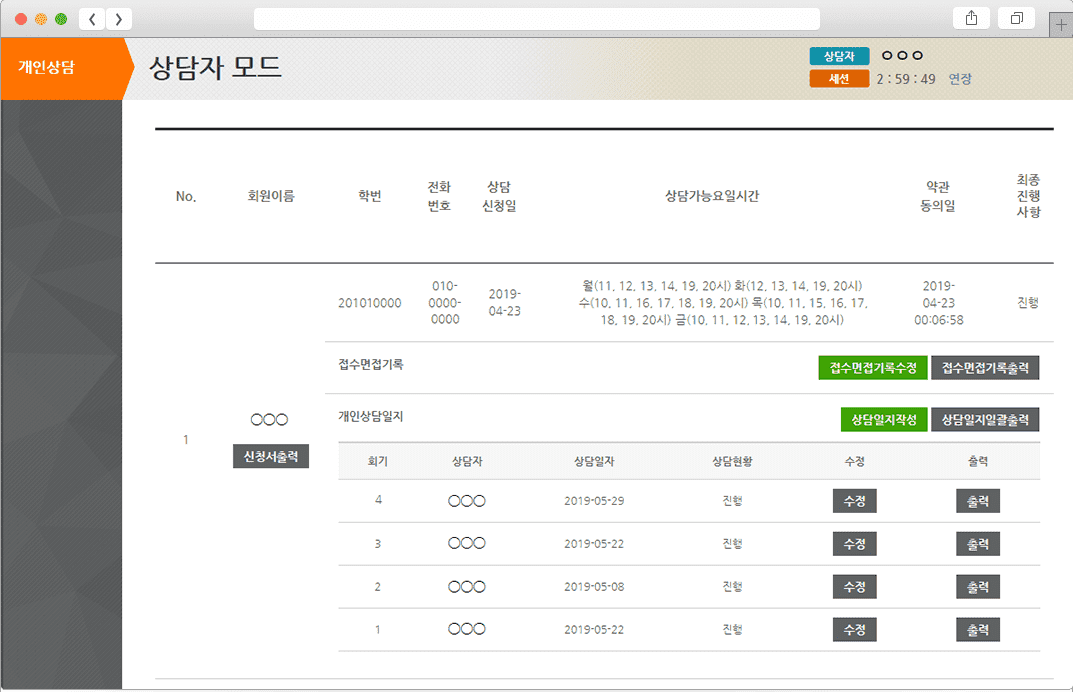 개인상담
상담자 모드
상담자 ○○○
세션 2 : 59 : 49 연장
No. 회원이름 학번 전화 번호 상담 신청일 상담가능요일시간 약관 동의일 최종 진행 사항
1
○○○
신청서출력
201010000
010-
0000-
0000
2019-
04-23
월(11, 12, 13, 14, 19, 20시) 화(12, 13, 14, 19, 20시)
수(10, 11, 16, 17, 18, 19, 20시) 목(10, 11, 15, 16, 17,
18, 19, 20시) 금(10, 11, 12, 13, 14, 19, 20시)
2019-
04-23
00:06:58
진행
접수면접기록 접수면접기록수정 접수면접기록출력
개인상담일지 상담일지작성 상담일지일괄출력
회기 상담자 상담일자 상담현황 수정 출력
4 ○○○ 2019-05-29 진행 수정 출력
3 ○○○ 2019-05-22 진행 수정 출력
2 ○○○ 2019-05-08 진행 수정 출력
1 ○○○ 2019-05-22 진행 수정 출력